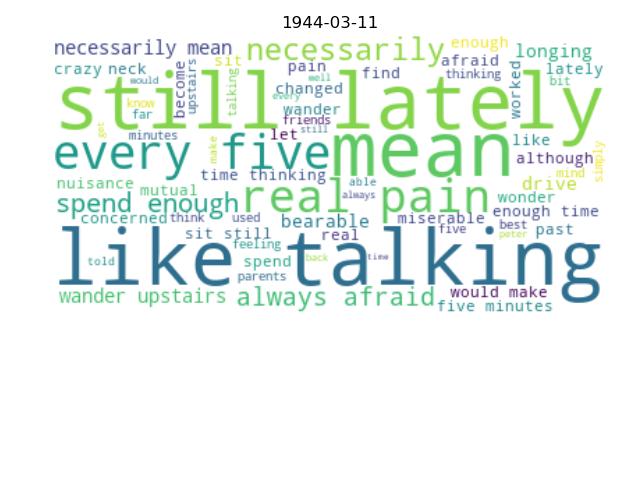 1944-03-11
necessarily mean necessarily enough longing
crazy neck become upstairs sit talking pain afraid find thinking lately
would well changed worked bit
still lately
know every wander
far friends
get minutes make let still like simply
every five mean although
time thinking mind
nuisance mutual able drive
spend enough real pain always wonder
concerned think used bearable miserable enough time
sit still real five best past
feeling peter
like talking
told spend back time
parents
wander upstairs always afraid would make
five minutes